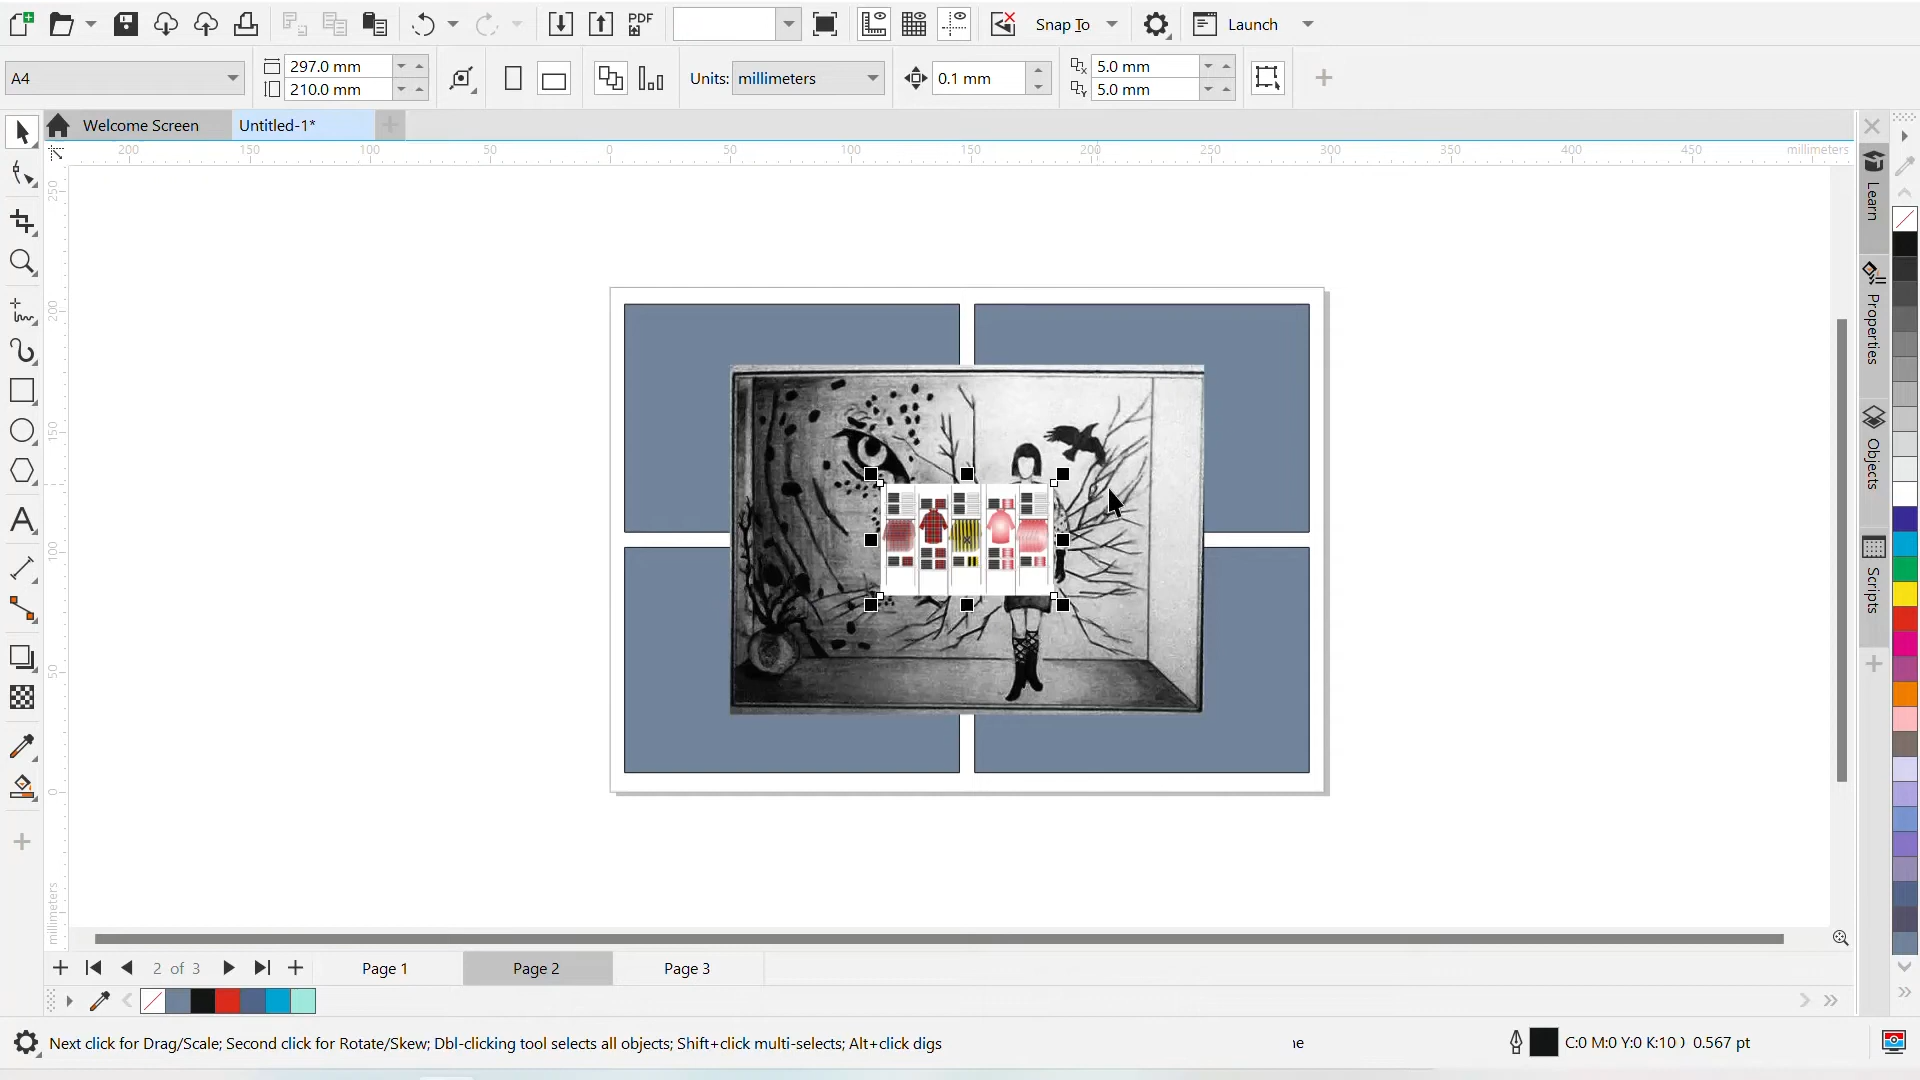 PDF
Snap To
Launch
A4
297.0 mm
210.0 mm
Units: millimeters
0.1 mm
5.0 mm
5.0 mm
Welcome Screen
Untitled-1*
200 150 100 50 0 50 100 150 200 250 300 350 400 450 millimeters
250
200
150
100
50
0
millimeters
Learn
Properties
Objects
Scripts
2 of 3
Page 1
Page 2
Page 3
Next click for Drag/Scale; Second click for Rotate/Skew; Dbl-clicking tool selects all objects; Shift+click multi-selects; Alt+click digs
C:0 M:0 Y:0 K:10
0.567 pt